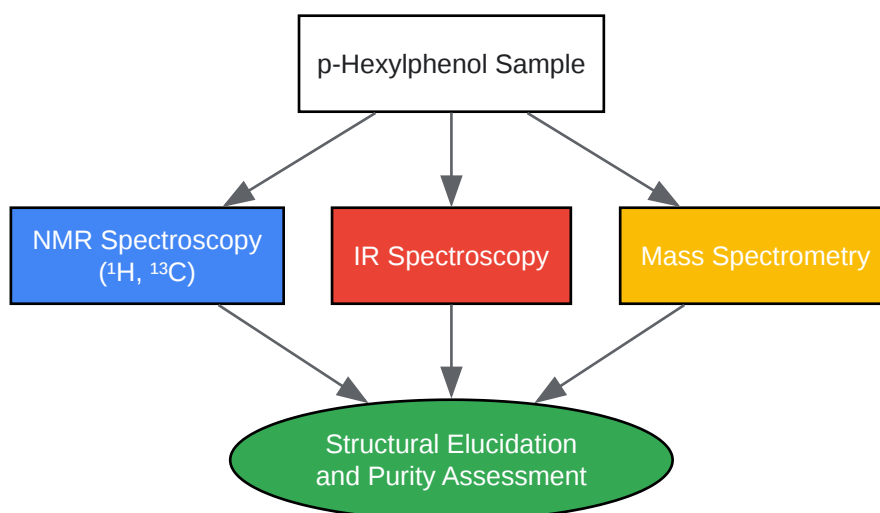 p-Hexylphenol Sample
NMR Spectroscopy
(¹H, ¹³C)
IR Spectroscopy
Mass Spectrometry
Structural Elucidation
and Purity Assessment